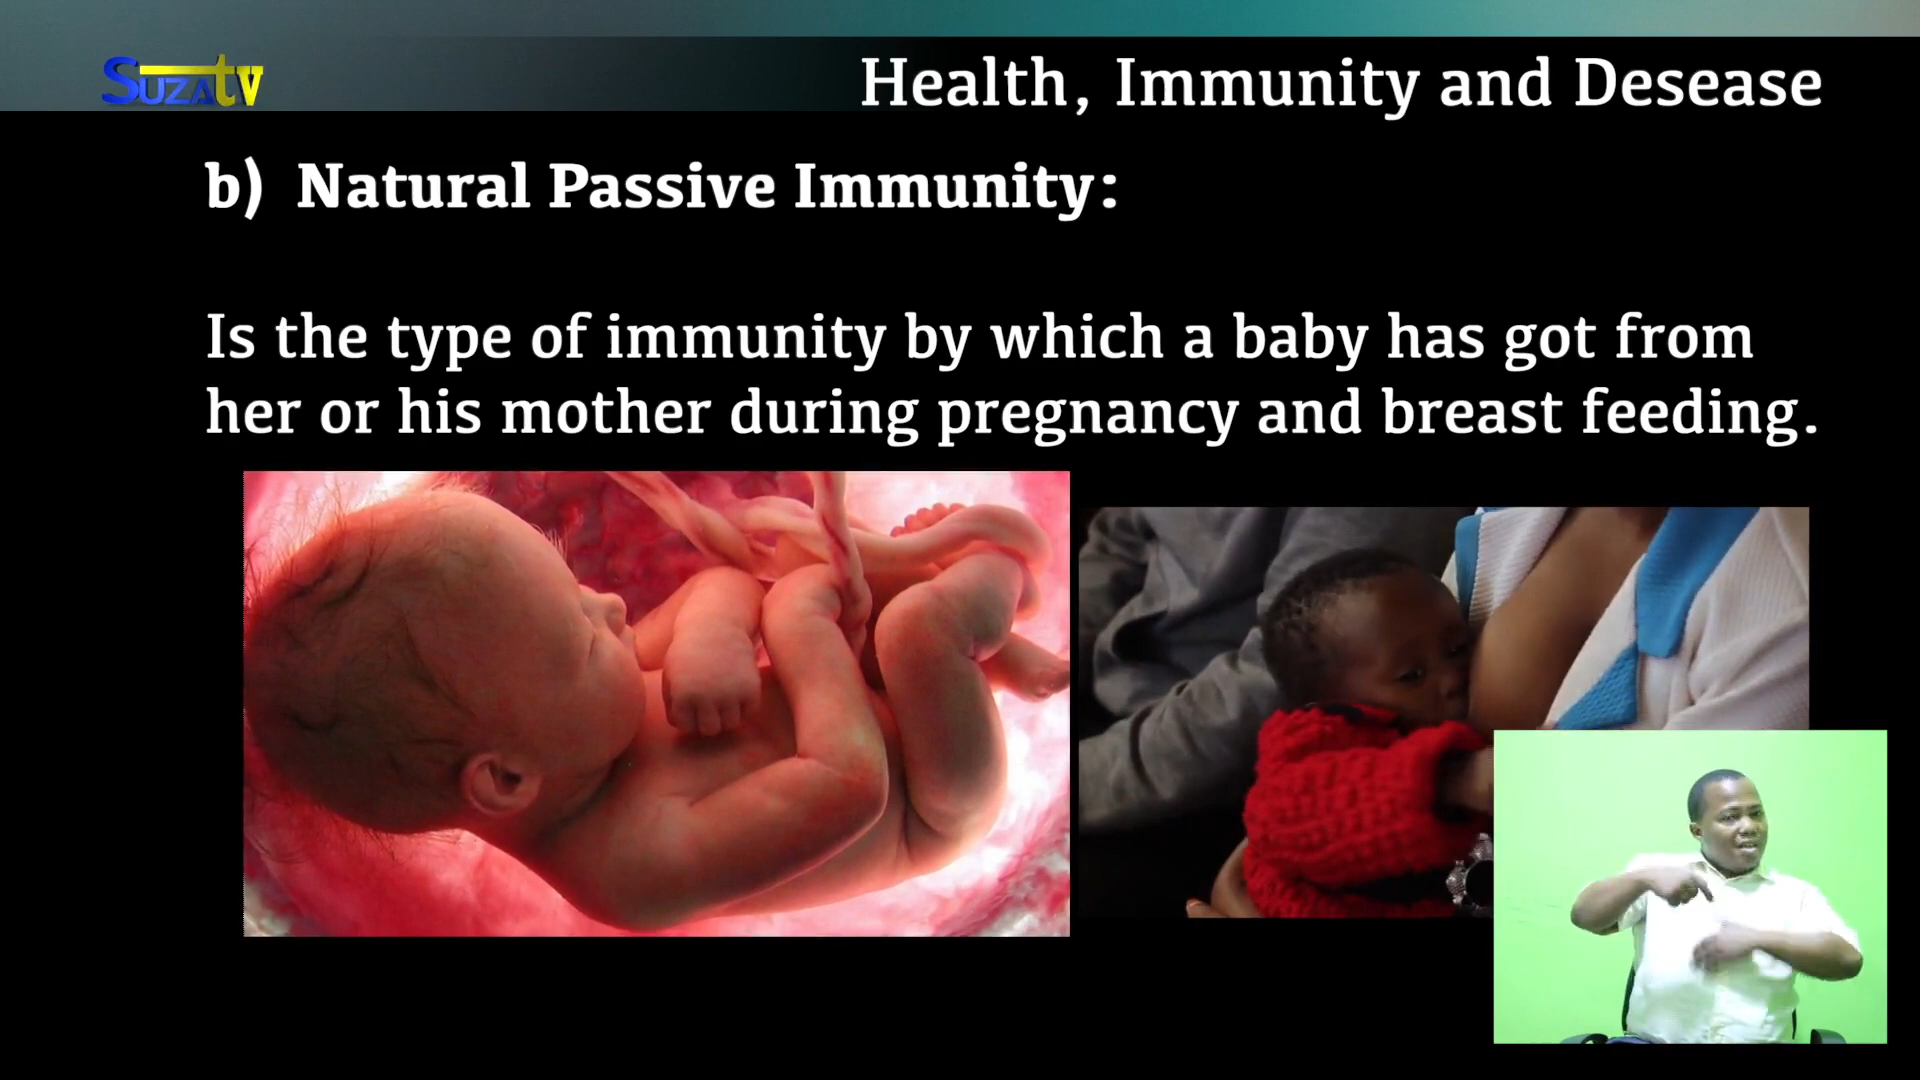 SUZAtv
Health, Immunity and Desease
b) Natural Passive Immunity:
Is the type of immunity by which a baby has got from
her or his mother during pregnancy and breast feeding.